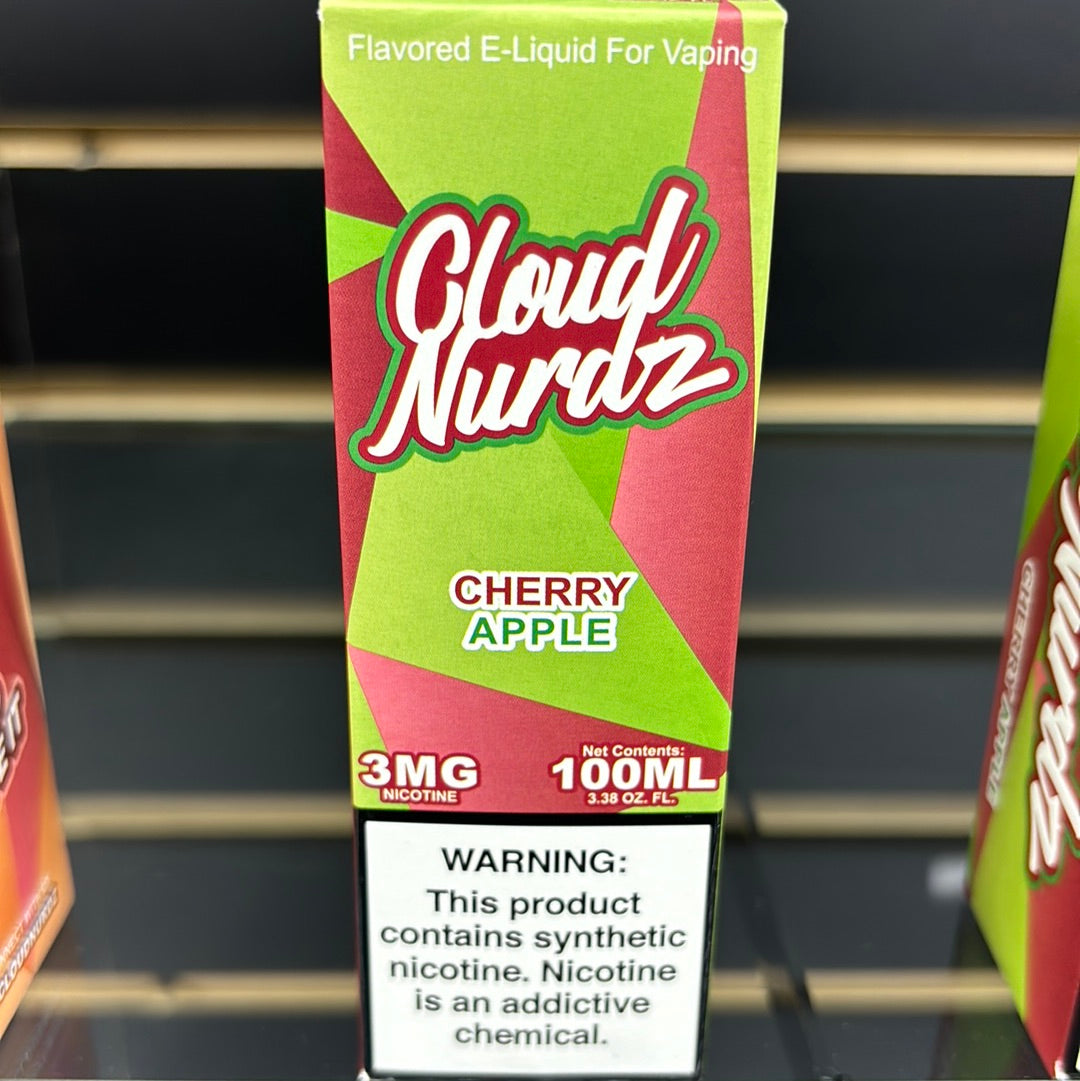 Flavored E-Liquid For Vaping
Cloud
Nurdz
CHERRY
APPLE
3MG
NICOTINE
Net Contents:
100ML
3.38 OZ. FL.
WARNING:
This product
contains synthetic
nicotine. Nicotine
is an addictive
chemical.
CLOUDNURDZ